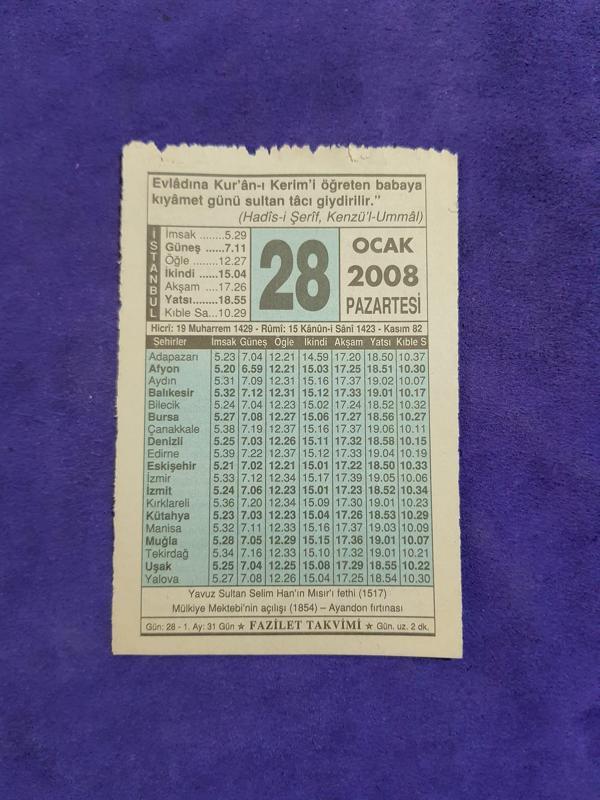 Evlâdına Kur'ân-ı Kerim'i öğreten babaya
kıyâmet günü sultan tâcı giydirilir."
(Hadîs-i Şerîf, Kenzü'l-Ummâl)
İSTANBUL
İmsak ........5.29
Güneş ......7.11
Öğle ........12.27
İkindi ......15.04
Akşam ....17.26
Yatsı........18.55
Kıble Sa...10.29
28
OCAK
2008
PAZARTESİ
Hicrî: 19 Muharrem 1429 - Rûmî: 15 Kânûn-i Sânî 1423 - Kasım 82
Şehirler İmsak Güneş Öğle İkindi Akşam Yatsı Kıble S
Adapazarı 5.23 7.04 12.21 14.59 17.20 18.50 10.37
Afyon 5.20 6.59 12.21 15.03 17.25 18.51 10.30
Aydın 5.31 7.09 12.31 15.16 17.37 19.02 10.07
Balıkesir 5.32 7.12 12.31 15.12 17.33 19.01 10.17
Bilecik 5.24 7.04 12.23 15.02 17.24 18.52 10.32
Bursa 5.27 7.08 12.27 15.06 17.27 18.56 10.27
Çanakkale 5.38 7.19 12.37 15.16 17.37 19.06 10.11
Denizli 5.25 7.03 12.26 15.11 17.32 18.58 10.15
Edirne 5.39 7.22 12.37 15.12 17.33 19.04 10.19
Eskişehir 5.21 7.02 12.21 15.01 17.22 18.50 10.33
İzmir 5.33 7.12 12.34 15.17 17.39 19.05 10.06
İzmit 5.24 7.06 12.23 15.01 17.23 18.52 10.34
Kırklareli 5.36 7.20 12.34 15.09 17.30 19.01 10.23
Kütahya 5.23 7.03 12.23 15.04 17.26 18.53 10.29
Manisa 5.32 7.11 12.33 15.16 17.37 19.03 10.09
Muğla 5.28 7.05 12.29 15.15 17.36 19.01 10.07
Tekirdağ 5.34 7.16 12.33 15.10 17.32 19.01 10.21
Uşak 5.25 7.04 12.25 15.08 17.29 18.55 10.22
Yalova 5.27 7.08 12.26 15.04 17.25 18.54 10.30
Yavuz Sultan Selim Han'ın Mısır'ı fethi (1517)
Mülkiye Mektebi'nin açılışı (1854) – Ayandon fırtınası
Gün: 28 - 1. Ay: 31 Gün ★ FAZİLET TAKVİMİ ★ Gün. uz. 2 dk.